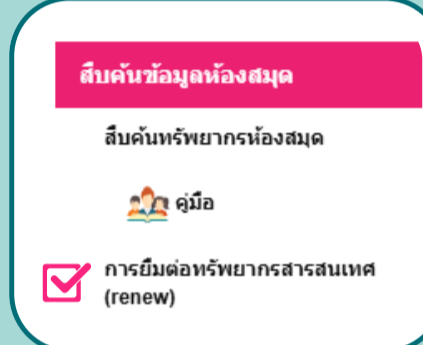 สืบค้นข้อมูลห้องสมุด
สืบค้นทรัพยากรห้องสมุด
คู่มือ
การยืมต่อทรัพยากรสารสนเทศ
(renew)